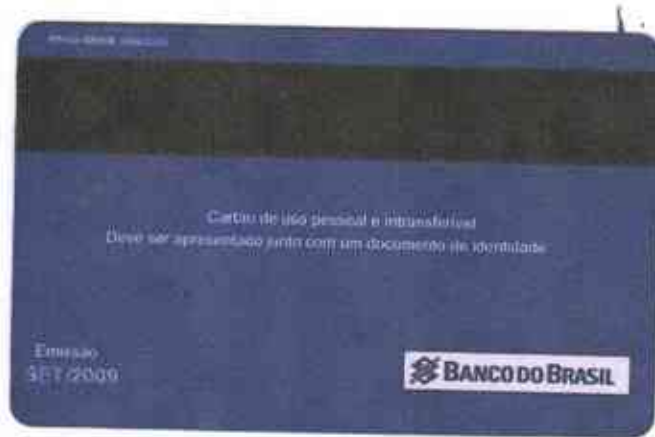 Cartão de uso pessoal e intransferível
Deve ser apresentado junto com um documento de identidade
Emissão
SET/2009
BANCO DO BRASIL